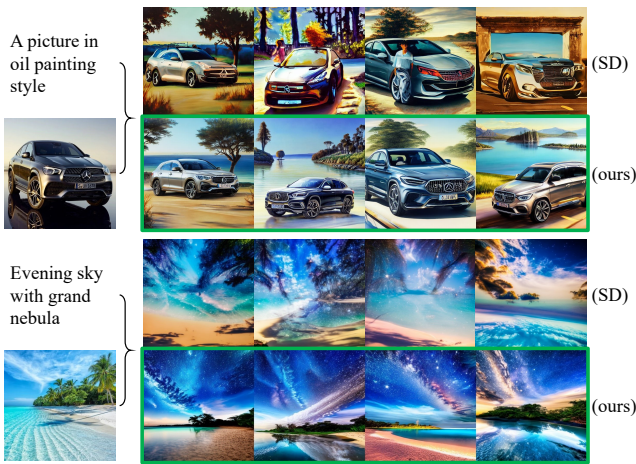 A picture in
oil painting
style
(SD)
(ours)
Evening sky
with grand
nebula
(SD)
(ours)